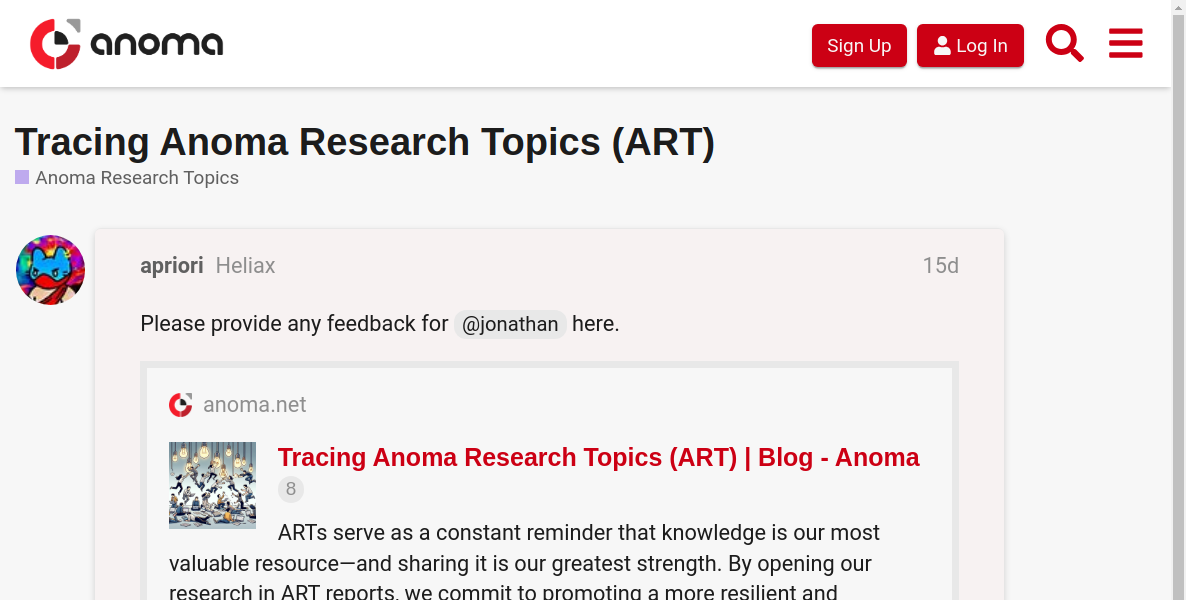 anoma
Sign Up
Log In
Tracing Anoma Research Topics (ART)
Anoma Research Topics
apriori Heliax 15d
Please provide any feedback for @jonathan here.
anoma.net
Tracing Anoma Research Topics (ART) | Blog - Anoma
8
ARTs serve as a constant reminder that knowledge is our most
valuable resource—and sharing it is our greatest strength. By opening our
research in ART reports, we commit to promoting a more resilient and